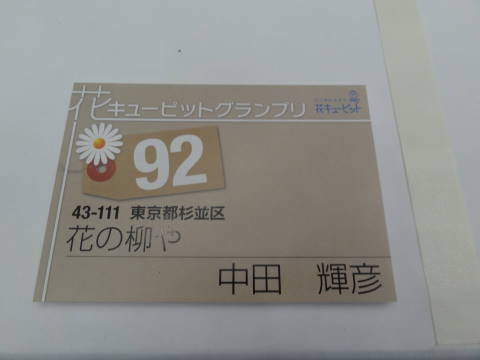 花キューピットグランプリ
花キューピット
92
43-111 東京都杉並区
花の柳や
中田 輝彦